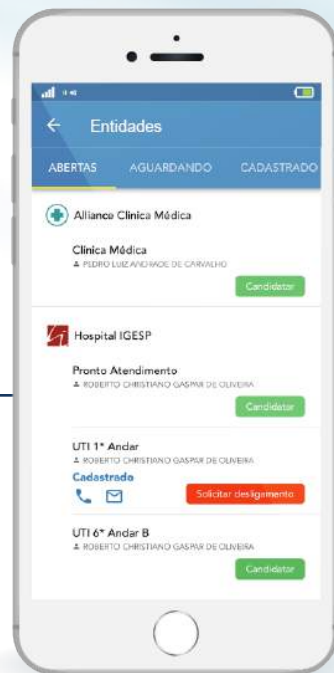 Entidades
ABERTAS AGUARDANDO CADASTRADO
Alliance Clinica Médica
Clínica Médica
PEDRO LUIZ ANDRADE DE CARVALHO
Candidatar
Hospital IGESP
Pronto Atendimento
ROBERTO CHRISTIANO GASPAR DE OLIVEIRA
Candidatar
UTI 1º Andar
ROBERTO CHRISTIANO GASPAR DE OLIVEIRA
Cadastrado
Solicitar desligamento
UTI 6º Andar B
ROBERTO CHRISTIANO GASPAR DE OLIVEIRA
Candidatar